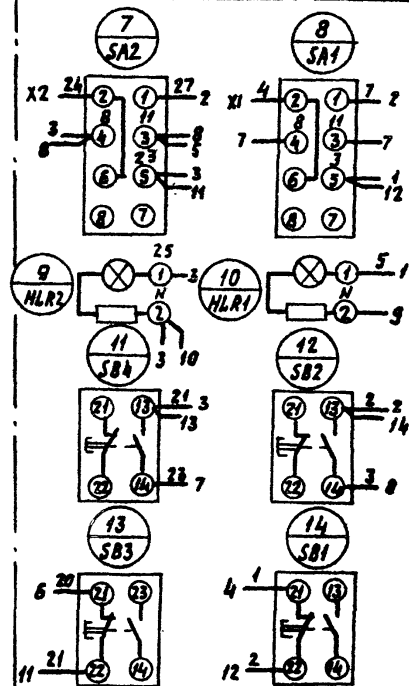 7
SA2
8
SA1
X2 24 2 1 27 2
X1 4 2 1 7 2
8 11
8 11
3 4 3 8
8 5
7 4 3 7
23
3
6 5 3
11
6 5 1
12
8 7
8 7
9
HLR2
25
1 3
N
2
3 10
10
HLR1
5
1 1
N
2 9
11
SB4
12
SB2
21 13 21 3
13
21 13 2 2
14
22 14 23 7
22 14 3 8
13
SB3
14
SB1
6 20 21 23
4 1 21 13
11 21 22 14
12 2 22 14